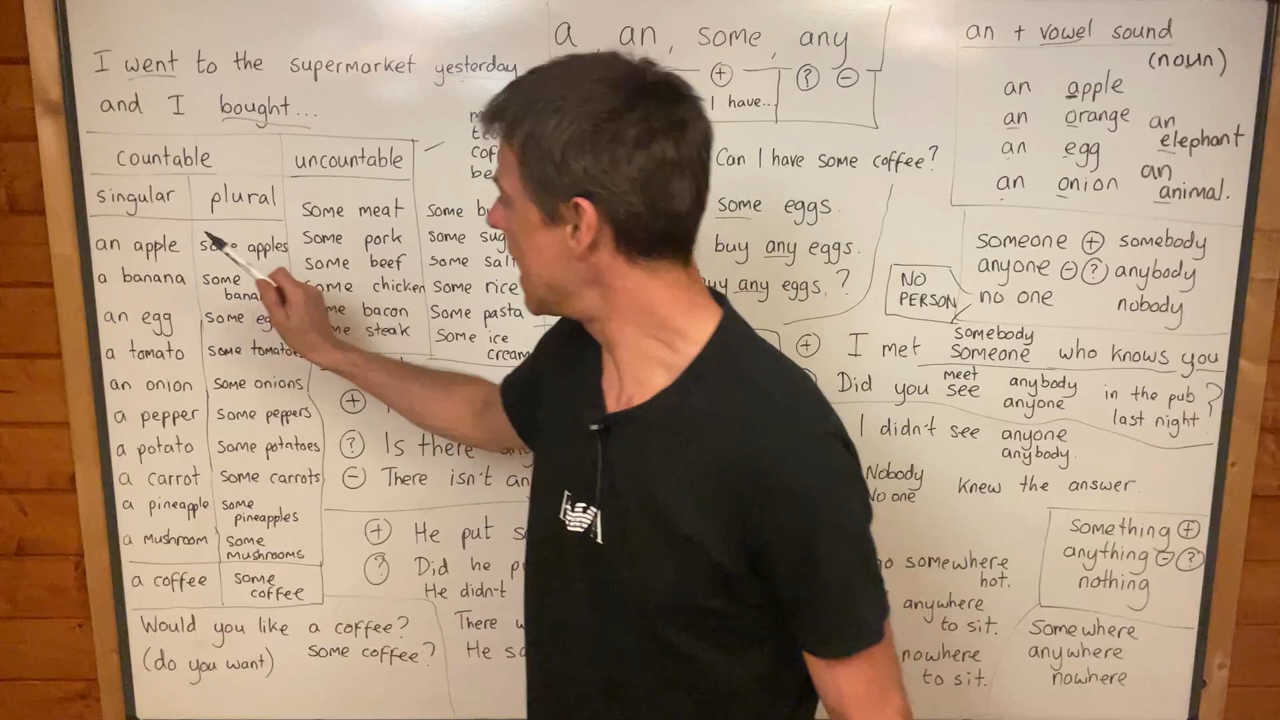 I went to the supermarket yesterday
and I bought...
a, an, some, any
+ ? -
I have..
an + vowel sound
(noun)
an apple
an orange
an egg
an onion
an elephant
an animal.
countable
uncountable
singular plural
an apple
some apples
a banana
some
an egg
some
a tomato
some
an onion
some onions
a pepper
some peppers
a potato
some potatoes
a carrot
some carrots
a pineapple
some
pineapples
a mushroom
some
mushrooms
a coffee
some
coffee
some meat
some pork
some beef
some chicken
bacon
steak
some
some
some
some rice
some pasta
some ice
cream
Can I have some coffee?
some eggs.
buy any eggs.
any eggs.?
NO
PERSON
someone + somebody
anyone - ? anybody
no one nobody
+ I met somebody
someone who knows you
Did you meet
see anybody
anyone in the pub
last night?
I didn't see anyone
anybody.
Nobody
No one knew the answer.
+
? Is there
- There isn't
+ He put
? Did he
He didn't
There
He
Would you like a coffee?
(do you want) some coffee?
something +
anything - ?
nothing
somewhere
hot.
anywhere
to sit.
nowhere
to sit.
Somewhere
anywhere
nowhere